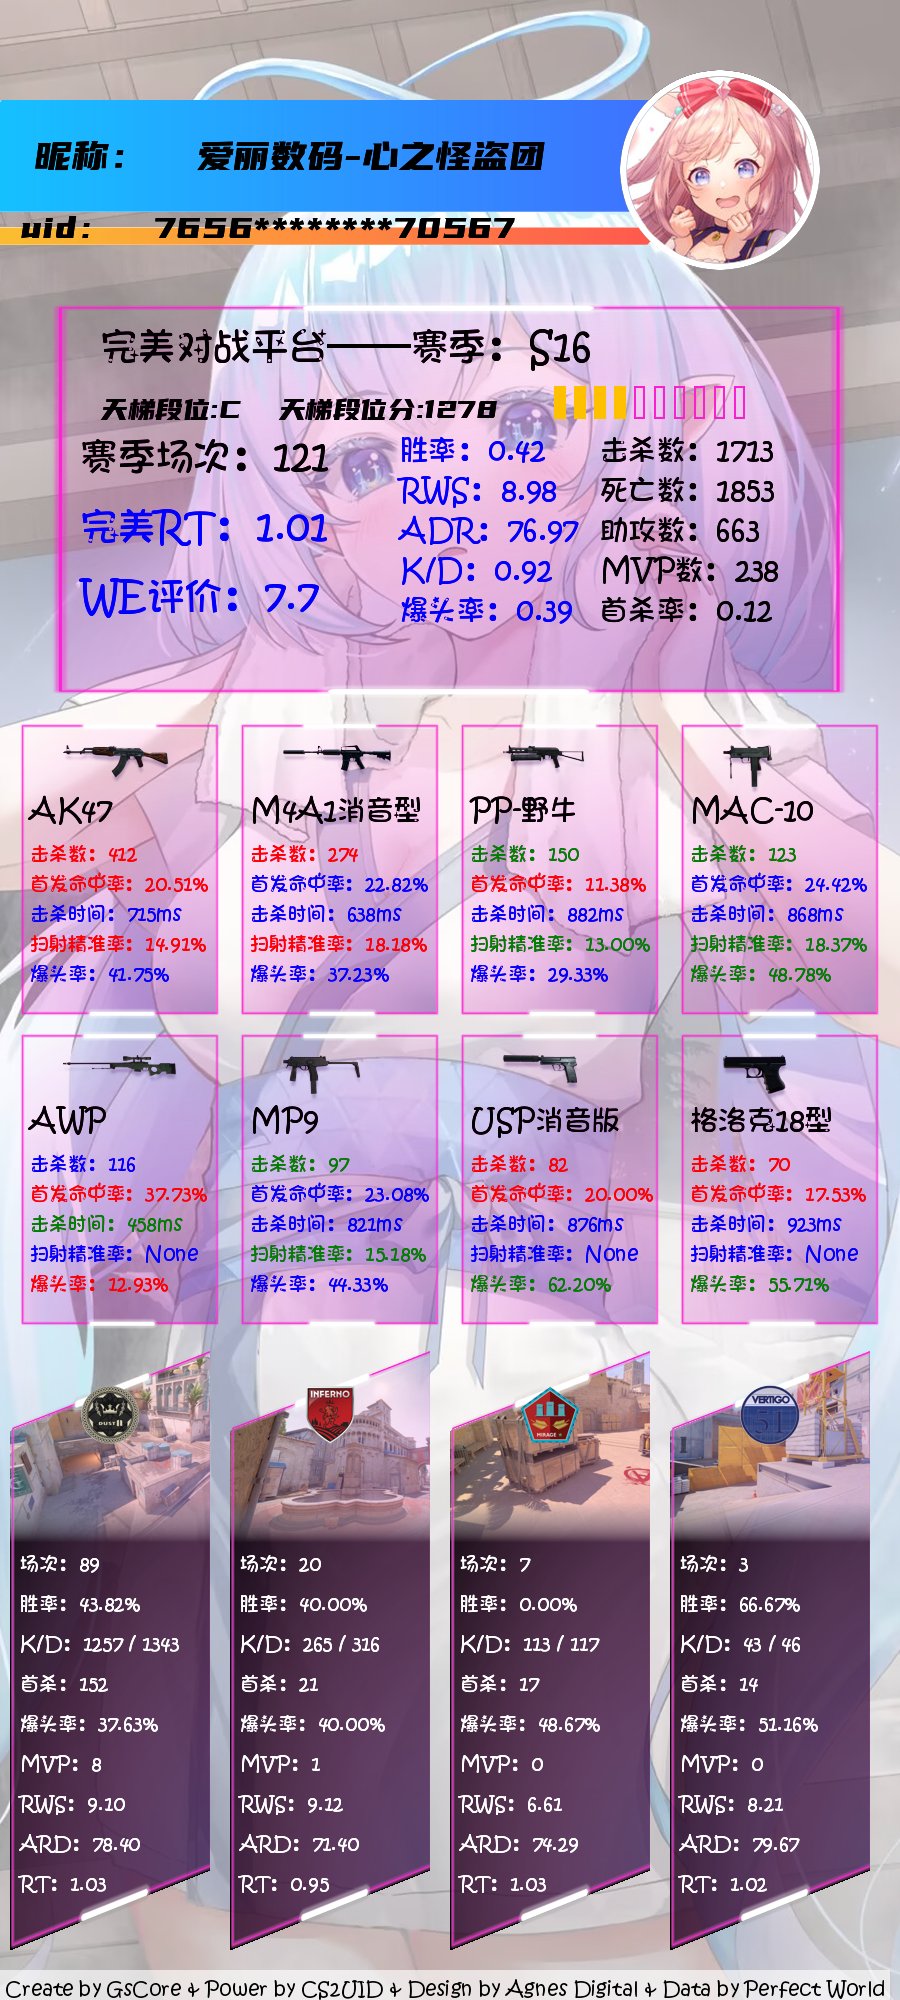 昵称： 爱丽数码-心之怪盗团
uid： 7656********70567
完美对战平台——赛季：S16
天梯段位:C 天梯段位分:1278
赛季场次：121
完美RT：1.01
WE评价：7.7
胜率：0.42
RWS：8.98
ADR：76.97
K/D：0.92
爆头率：0.39
击杀数：1713
死亡数：1853
助攻数：663
MVP数：238
首杀率：0.12
AK47
击杀数：412
首发命中率：20.51%
击杀时间：715ms
扫射精准率：14.91%
爆头率：41.75%
M4A1消音型
击杀数：274
首发命中率：22.82%
击杀时间：638ms
扫射精准率：18.18%
爆头率：37.23%
PP-野牛
击杀数：150
首发命中率：11.38%
击杀时间：882ms
扫射精准率：13.00%
爆头率：29.33%
MAC-10
击杀数：123
首发命中率：24.42%
击杀时间：868ms
扫射精准率：18.37%
爆头率：48.78%
AWP
击杀数：116
首发命中率：37.73%
击杀时间：458ms
扫射精准率：None
爆头率：12.93%
MP9
击杀数：97
首发命中率：23.08%
击杀时间：821ms
扫射精准率：15.18%
爆头率：44.33%
USP消音版
击杀数：82
首发命中率：20.00%
击杀时间：876ms
扫射精准率：None
爆头率：62.20%
格洛克18型
击杀数：70
首发命中率：17.53%
击杀时间：923ms
扫射精准率：None
爆头率：55.71%
DUST II
场次：89
胜率：43.82%
K/D：1257 / 1343
首杀：152
爆头率：37.63%
MVP：8
RWS：9.10
ARD：78.40
RT：1.03
INFERNO
场次：20
胜率：40.00%
K/D：265 / 316
首杀：21
爆头率：40.00%
MVP：1
RWS：9.12
ARD：71.40
RT：0.95
MIRAGE
场次：7
胜率：0.00%
K/D：113 / 117
首杀：17
爆头率：48.67%
MVP：0
RWS：6.61
ARD：74.29
RT：1.03
VERTIGO
51
场次：3
胜率：66.67%
K/D：43 / 46
首杀：14
爆头率：51.16%
MVP：0
RWS：8.21
ARD：79.67
RT：1.02
Create by GsCore & Power by CS2UID & Design by Agnes Digital & Data by Perfect World